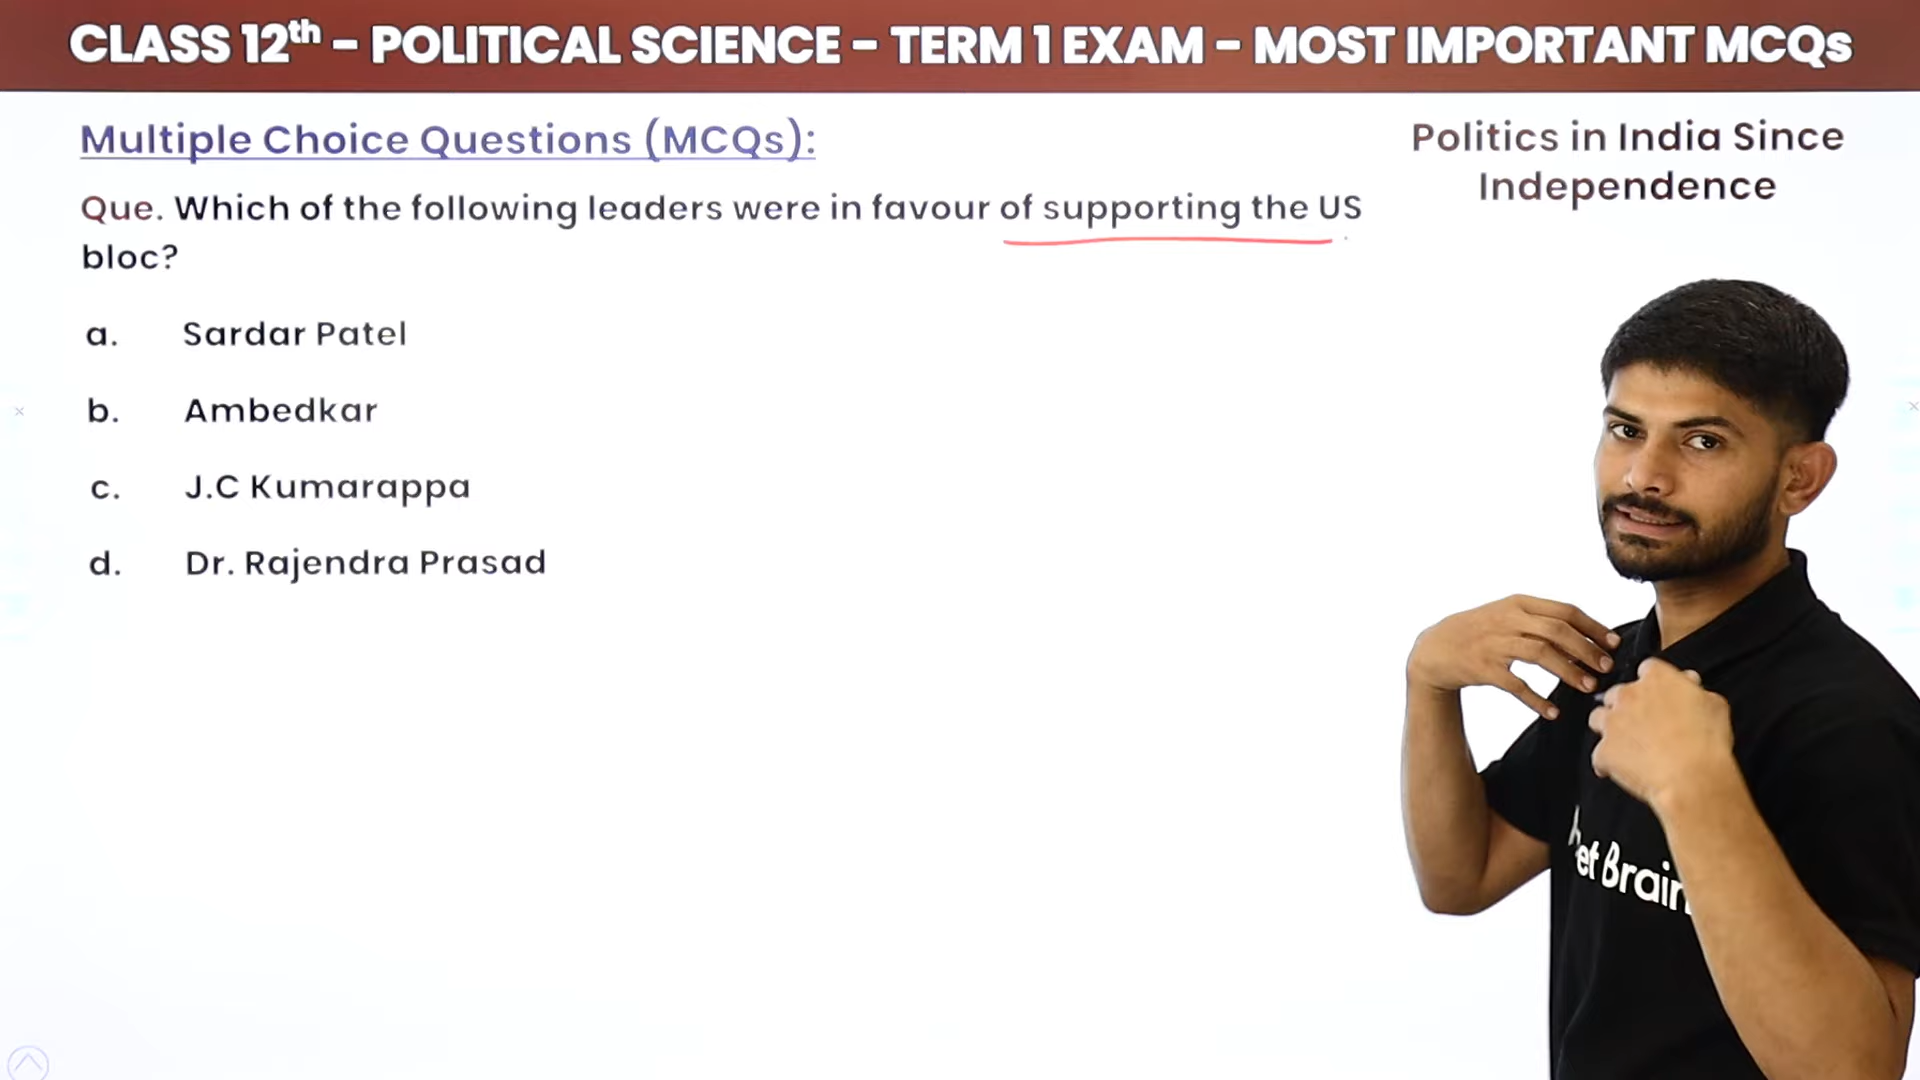 CLASS 12th - POLITICAL SCIENCE - TERM 1 EXAM - MOST IMPORTANT MCQs
Multiple Choice Questions (MCQs):
Politics in India Since
Independence
Que. Which of the following leaders were in favour of supporting the US
bloc?
a. Sardar Patel
b. Ambedkar
c. J.C Kumarappa
d. Dr. Rajendra Prasad
et Brain